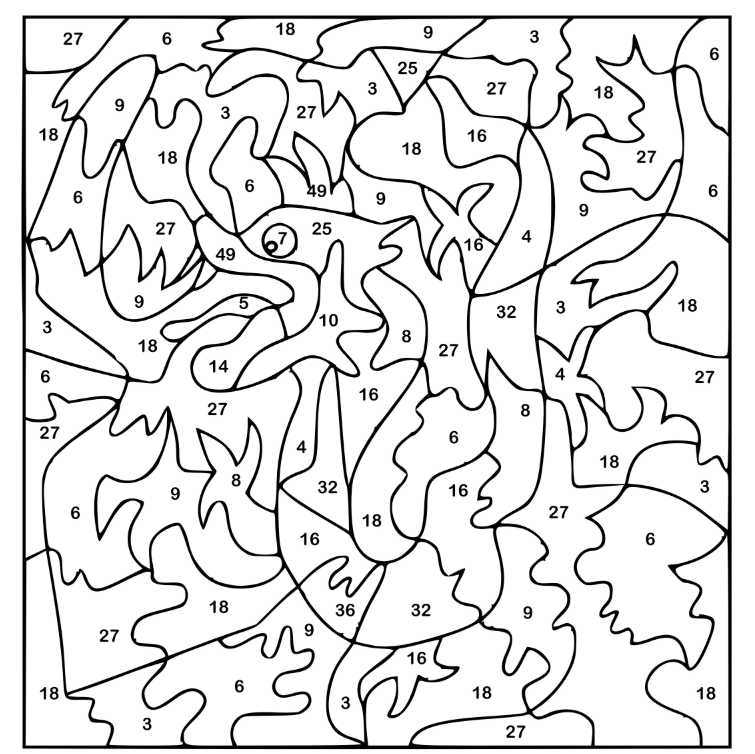 27 6 18 9 3 6
25
9 3 27 3 27 18
18 18 18 16 27
6 6 49 9 9 6
27 49 7 25 16 4
9 5 32 3 18
3 18 10 8 27
14 4 27
6 16
27 27 8
4 6 18
6 9 8 32 16 3
18 27
16 6
18 36 32 9
27 9
16
18 6 3 18 18
3 27